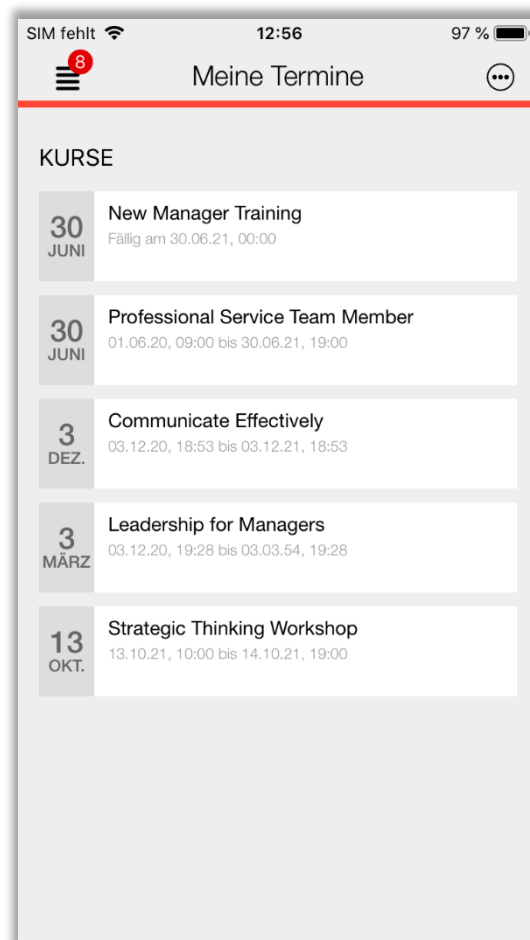 SIM fehlt 12:56 97 %
8
Meine Termine
KURSE
30
JUNI
New Manager Training
Fällig am 30.06.21, 00:00
30
JUNI
Professional Service Team Member
01.06.20, 09:00 bis 30.06.21, 19:00
3
DEZ.
Communicate Effectively
03.12.20, 18:53 bis 03.12.21, 18:53
3
MÄRZ
Leadership for Managers
03.12.20, 19:28 bis 03.03.54, 19:28
13
OKT.
Strategic Thinking Workshop
13.10.21, 10:00 bis 14.10.21, 19:00